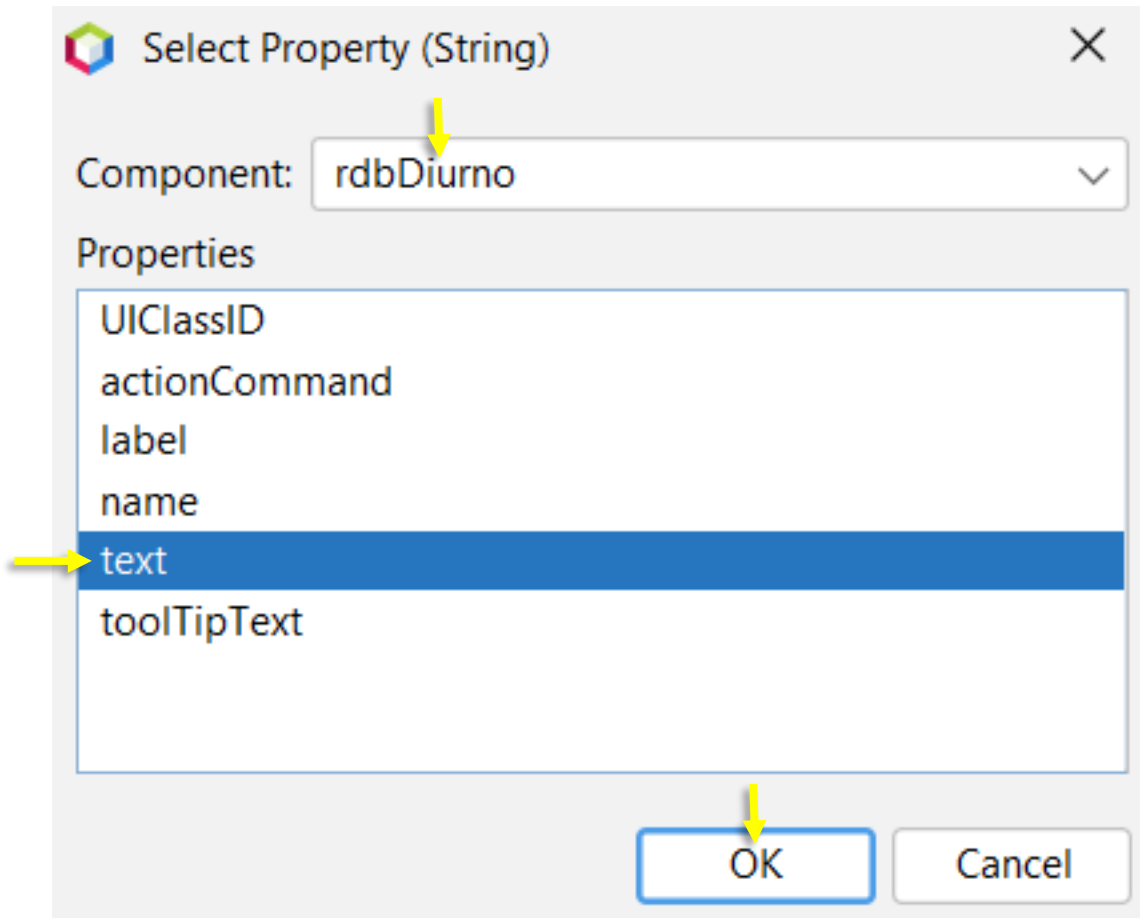 Select Property (String)
Component: rdbDiurno
Properties
UIClassID
actionCommand
label
name
text
toolTipText
OK Cancel